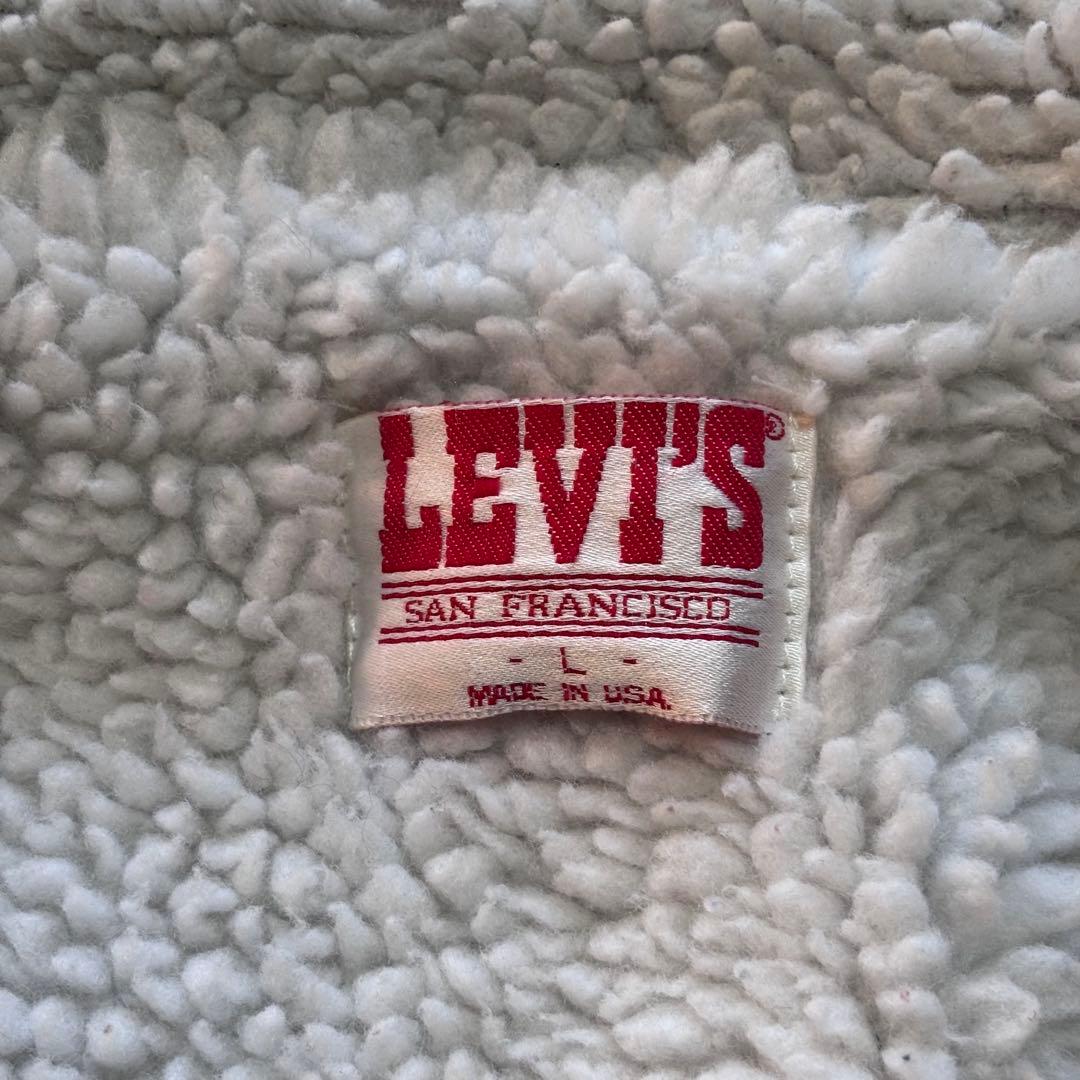 LEVI'S®
SAN FRANCISCO
- L -
MADE IN USA.